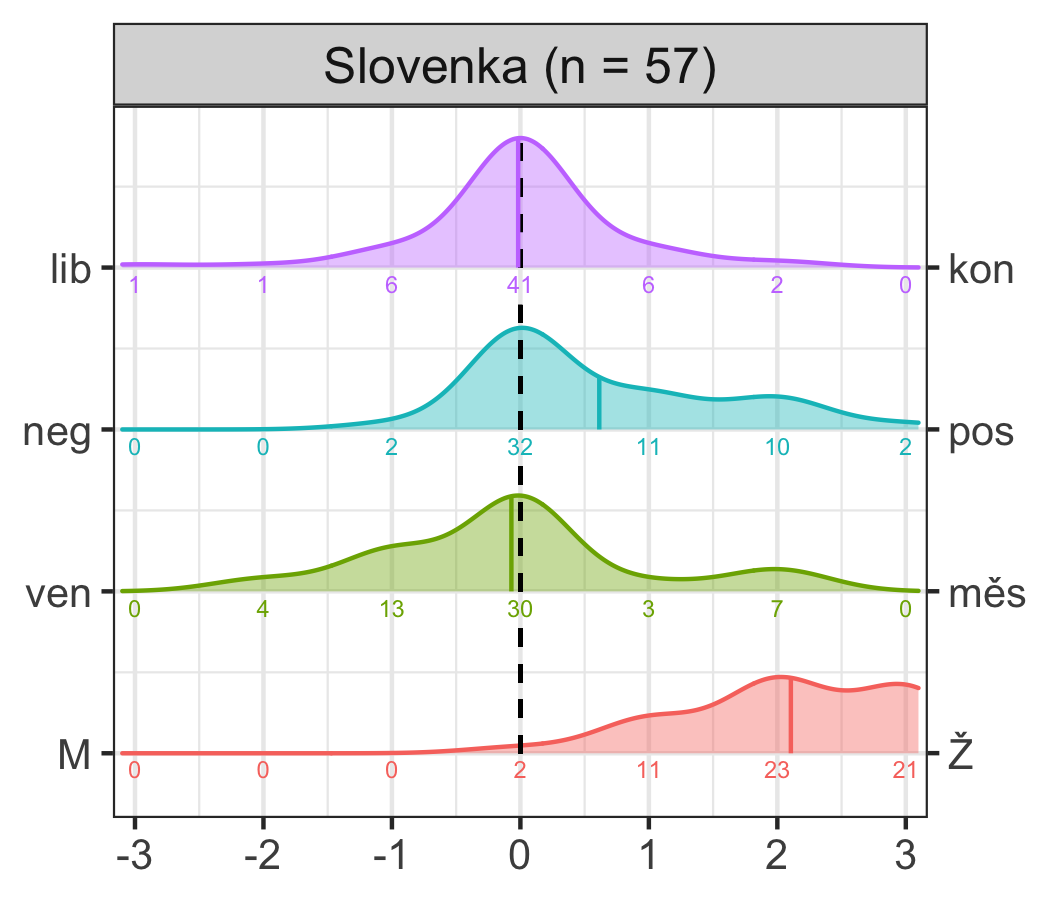 Slovenka (n = 57)
lib kon
1 1 6 41 6 2 0
neg pos
0 0 2 32 11 10 2
ven měs
0 4 13 30 3 7 0
M Ž
0 0 0 2 11 23 21
-3 -2 -1 0 1 2 3